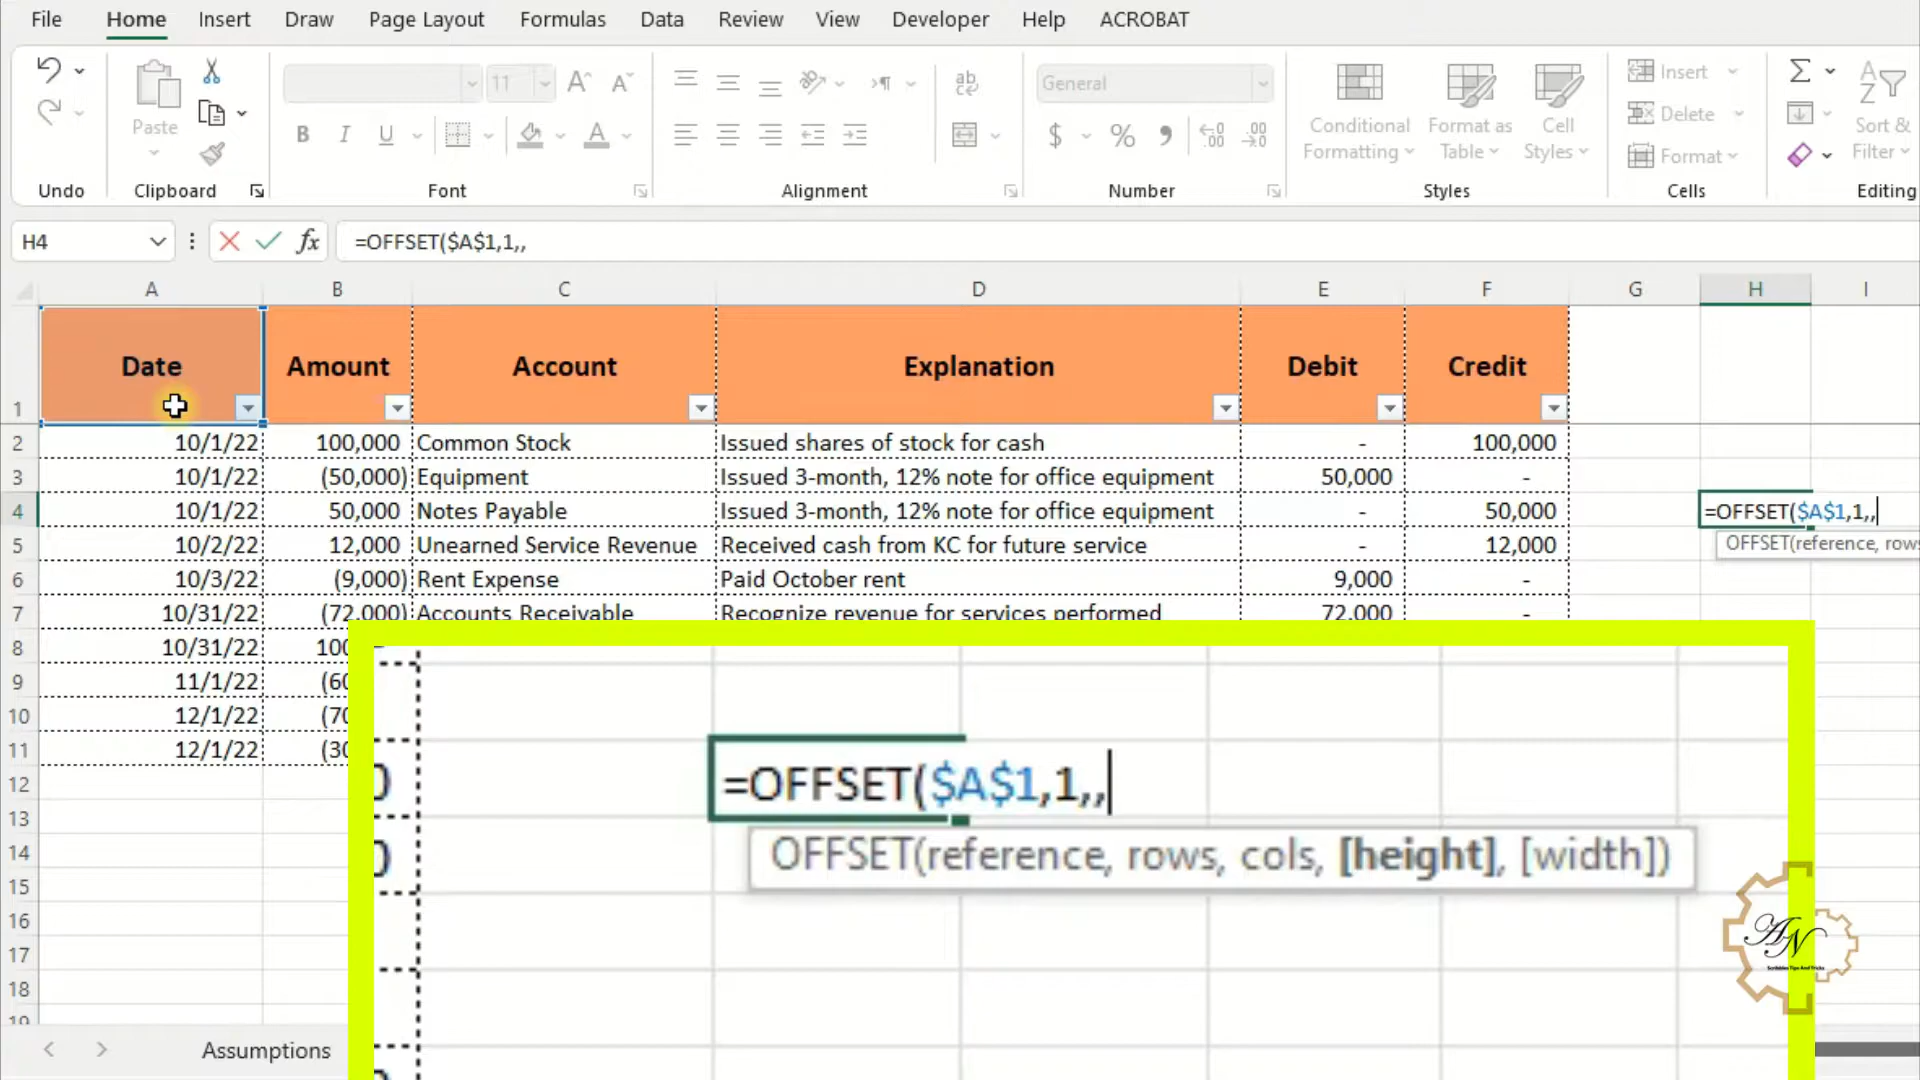 File Home Insert Draw Page Layout Formulas Data Review View Developer Help ACROBAT
11 ab General Insert
Paste Conditional Format as Cell Delete Sort &
B I U A $ % Formatting Table Styles Format Filter
Undo Clipboard Font Alignment Number Styles Cells Editing
H4 fx =OFFSET($A$1,1,,
A B C D E F G H I
1 Date Amount Account Explanation Debit Credit
2 10/1/22 100,000 Common Stock Issued shares of stock for cash - 100,000
3 10/1/22 (50,000) Equipment Issued 3-month, 12% note for office equipment 50,000 -
4 10/1/22 50,000 Notes Payable Issued 3-month, 12% note for office equipment - 50,000 =OFFSET($A$1,1,,
5 10/2/22 12,000 Unearned Service Revenue Received cash from KC for future service - 12,000 OFFSET(reference, rows
6 10/3/22 (9,000) Rent Expense Paid October rent 9,000 -
7 10/31/22 (72,000) Accounts Receivable Recognize revenue for services performed 72,000 -
8 10/31/22 100
9 11/1/22 (60
10 12/1/22 (70
11 12/1/22 (30
12
13
14
15
16
17
18
19
=OFFSET($A$1,1,,
OFFSET(reference, rows, cols, [height], [width])
AN
Scribbles Tips And Tricks
Assumptions